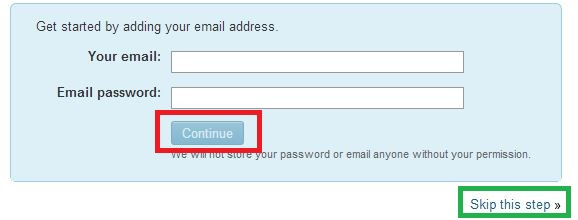 Get started by adding your email address.
Your email:
Email password:
Continue
We will not store your password or email anyone without your permission.
Skip this step »